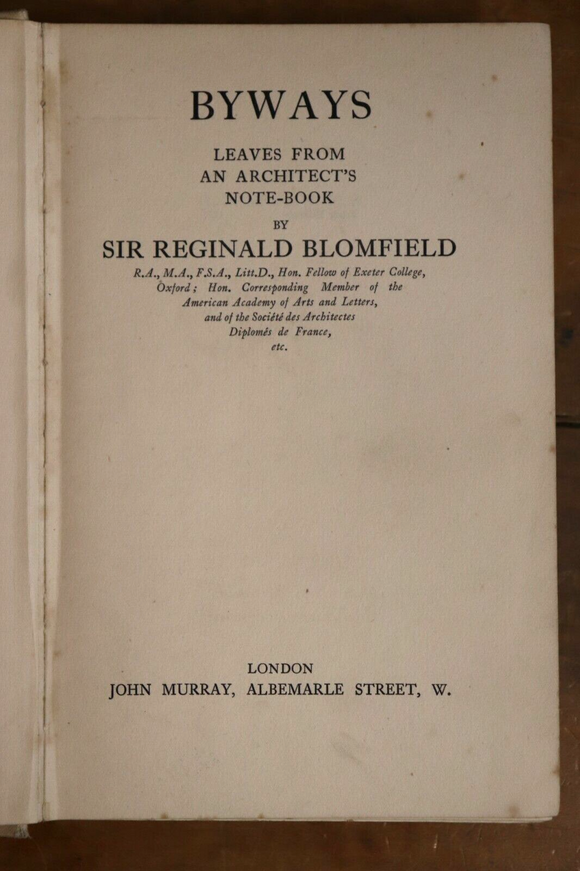 BYWAYS
LEAVES FROM
AN ARCHITECT'S
NOTE-BOOK
BY
SIR REGINALD BLOMFIELD
R.A., M.A., F.S.A., Litt.D., Hon. Fellow of Exeter College,
Oxford; Hon. Corresponding Member of the
American Academy of Arts and Letters,
and of the Société des Architectes
Diplomés de France,
etc.
LONDON
JOHN MURRAY, ALBEMARLE STREET, W.